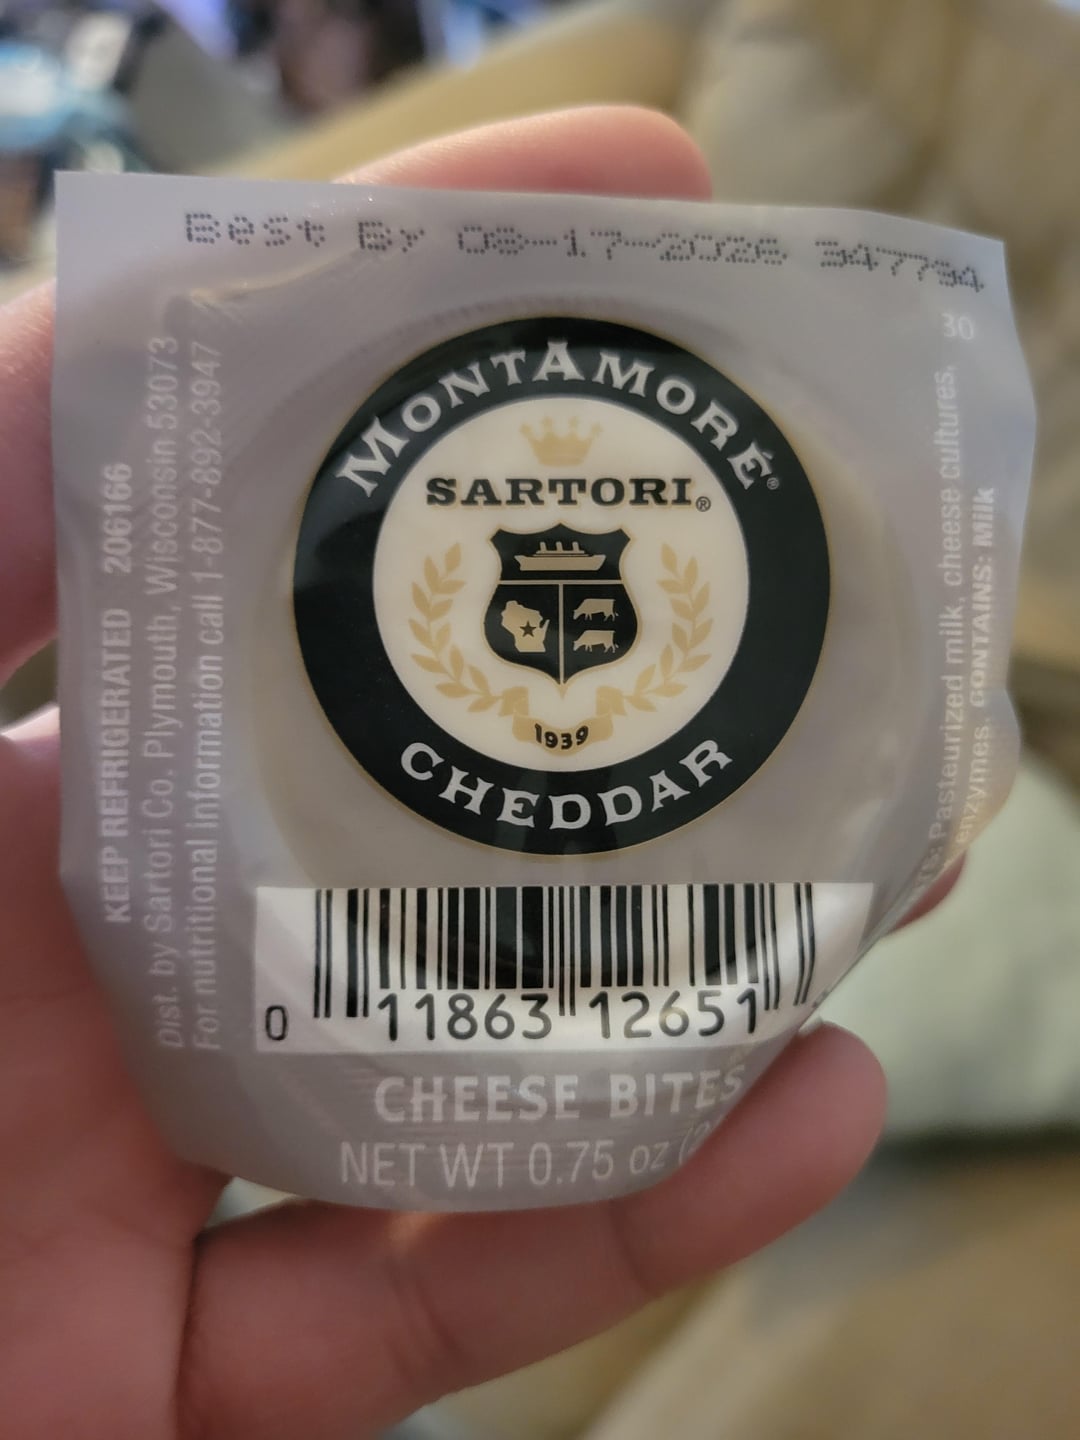 Best By 08-17-2026 347794
30
MONTAMORÉ®
SARTORI®
1939
CHEDDAR
KEEP REFRIGERATED 206166
Dist. by Sartori Co. Plymouth, Wisconsin 53073
For nutritional information call 1-877-892-3947
Pasteurized milk, cheese cultures,
enzymes. CONTAINS: Milk
0 11863 12651
CHEESE BITES
NET WT 0.75 oz